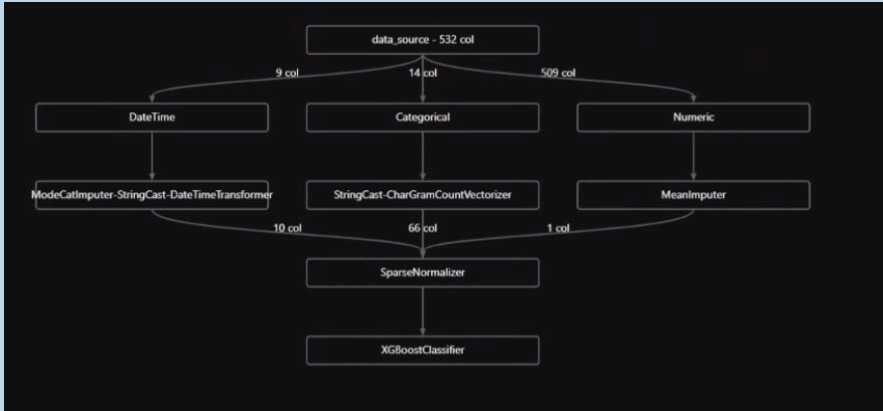 data_source - 532 col
9 col
14 col
509 col
DateTime
Categorical
Numeric
ModeCatImputer-StringCast-DateTimeTransformer
StringCast-CharGramCountVectorizer
MeanImputer
10 col
66 col
1 col
SparseNormalizer
XGBoostClassifier